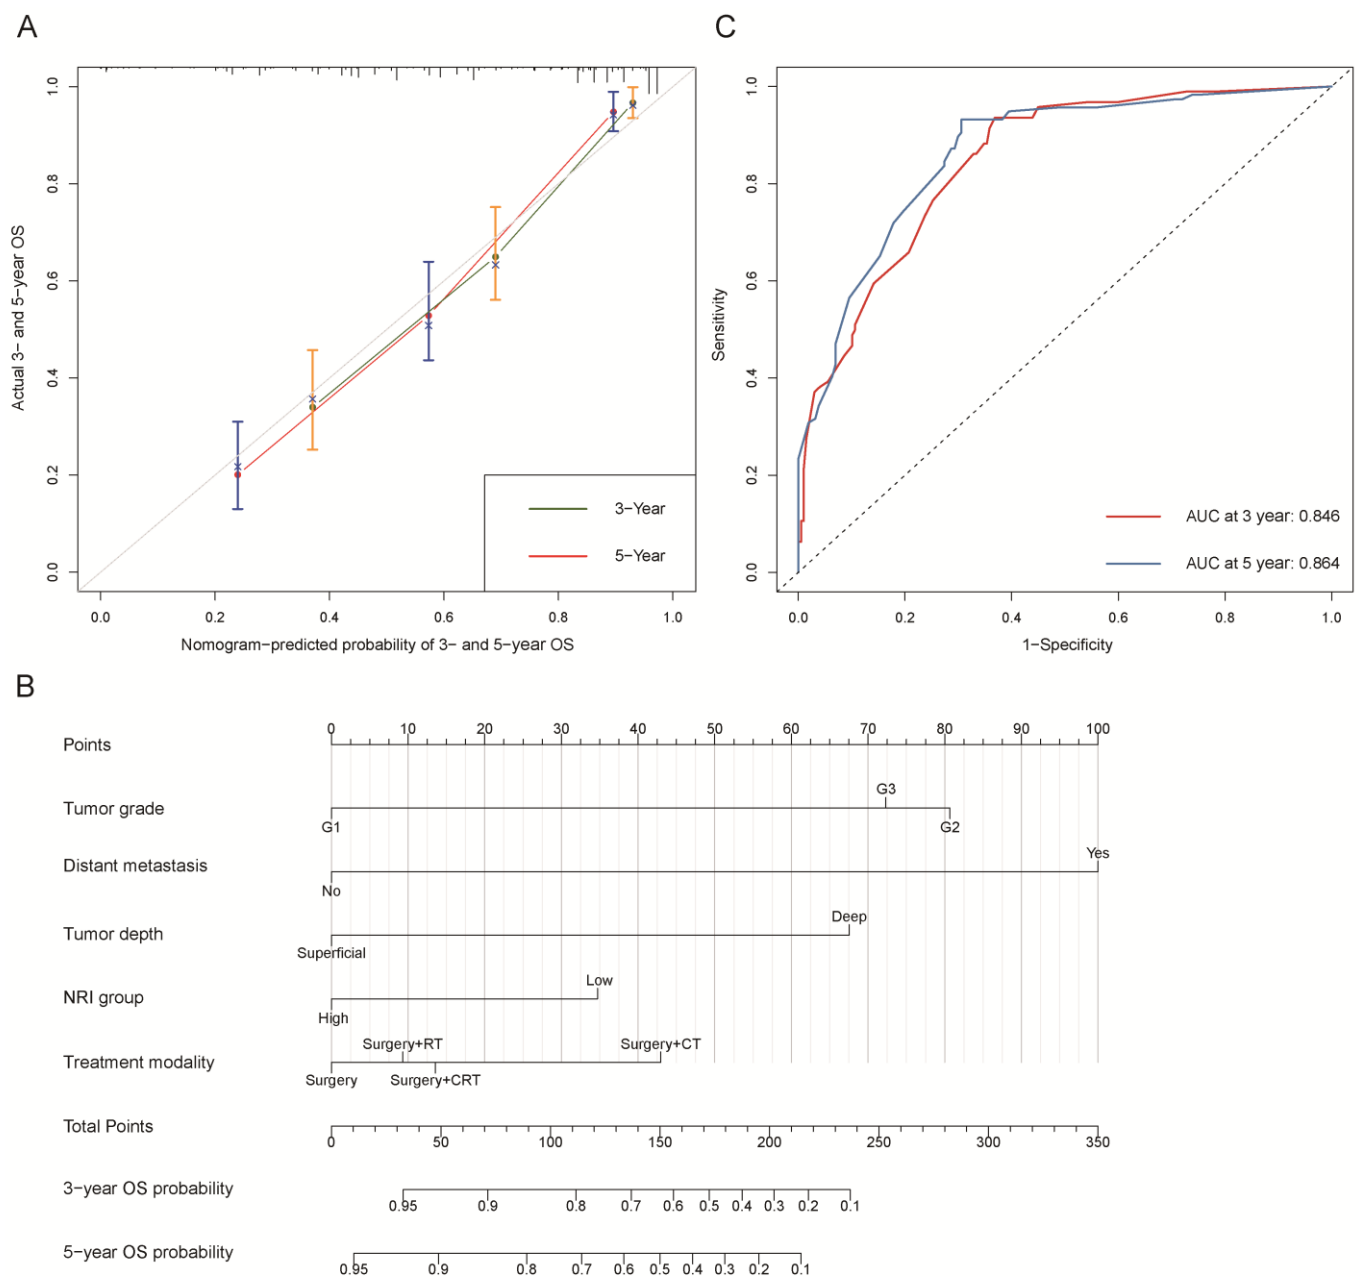 A
C
1.0
0.8
0.6
0.4
0.2
0.0
Actual 3− and 5−year OS
3−Year
5−Year
0.0 0.2 0.4 0.6 0.8 1.0
Nomogram−predicted probability of 3− and 5−year OS
1.0
0.8
0.6
0.4
0.2
0.0
Sensitivity
AUC at 3 year: 0.846
AUC at 5 year: 0.864
0.0 0.2 0.4 0.6 0.8 1.0
1−Specificity
B
0 10 20 30 40 50 60 70 80 90 100
Points
G3
Tumor grade
G1 G2
Yes
Distant metastasis
No
Deep
Tumor depth
Superficial
Low
NRI group
High
Surgery+RT Surgery+CT
Treatment modality
Surgery Surgery+CRT
Total Points
0 50 100 150 200 250 300 350
3−year OS probability
0.95 0.9 0.8 0.7 0.6 0.5 0.4 0.3 0.2 0.1
5−year OS probability
0.95 0.9 0.8 0.7 0.6 0.5 0.4 0.3 0.2 0.1